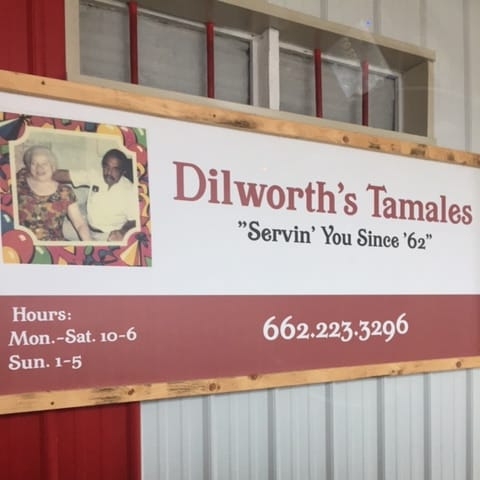 Dilworth's Tamales
"Servin' You Since '62"
Hours:
Mon.-Sat. 10-6
Sun. 1-5
662.223.3296